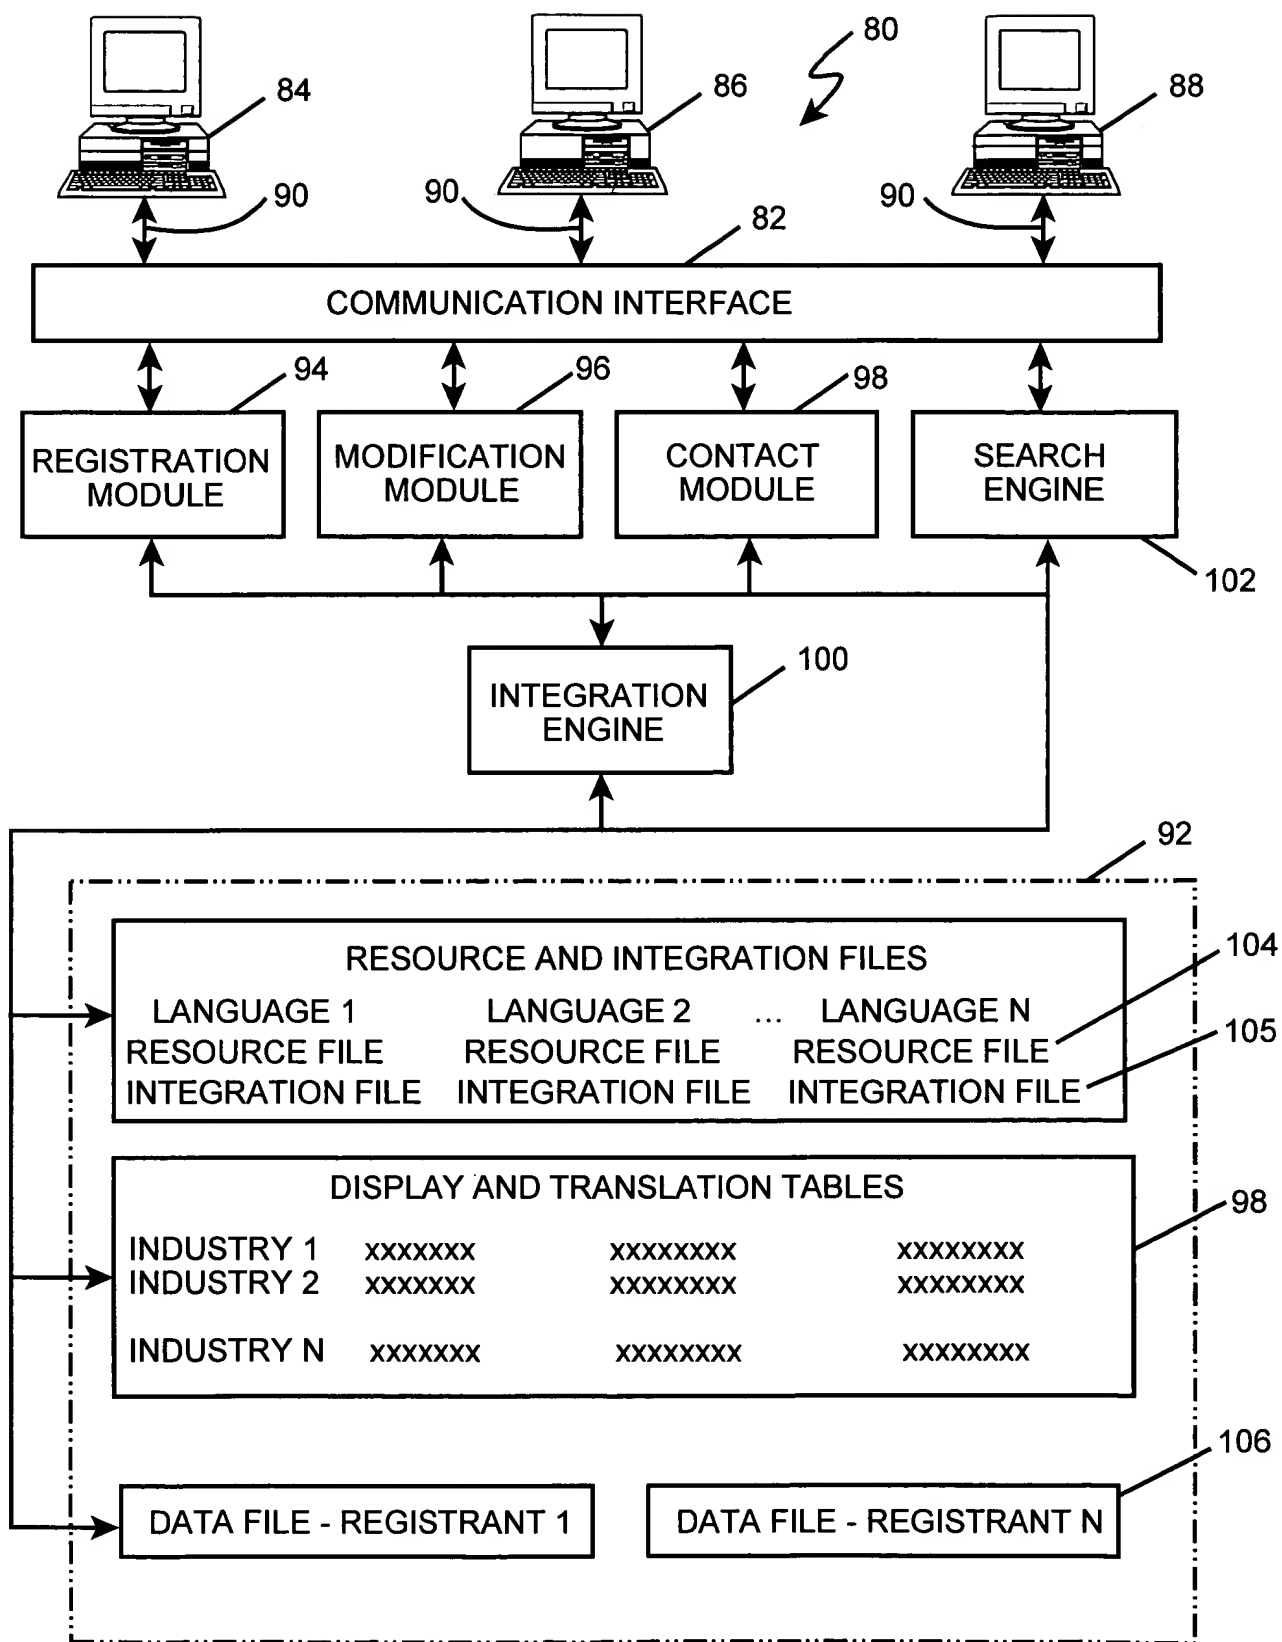 80
84
86
88
90
90
90
82
COMMUNICATION INTERFACE
94
96
98
REGISTRATION
MODULE
MODIFICATION
MODULE
CONTACT
MODULE
SEARCH
ENGINE
102
100
INTEGRATION
ENGINE
92
RESOURCE AND INTEGRATION FILES
104
LANGUAGE 1 LANGUAGE 2 ... LANGUAGE N
RESOURCE FILE RESOURCE FILE RESOURCE FILE
105
INTEGRATION FILE INTEGRATION FILE INTEGRATION FILE
DISPLAY AND TRANSLATION TABLES
98
INDUSTRY 1 xxxxxxx xxxxxxxx xxxxxxxx
INDUSTRY 2 xxxxxxx xxxxxxxx xxxxxxxx
INDUSTRY N xxxxxxx xxxxxxxx xxxxxxxx
106
DATA FILE - REGISTRANT 1
DATA FILE - REGISTRANT N